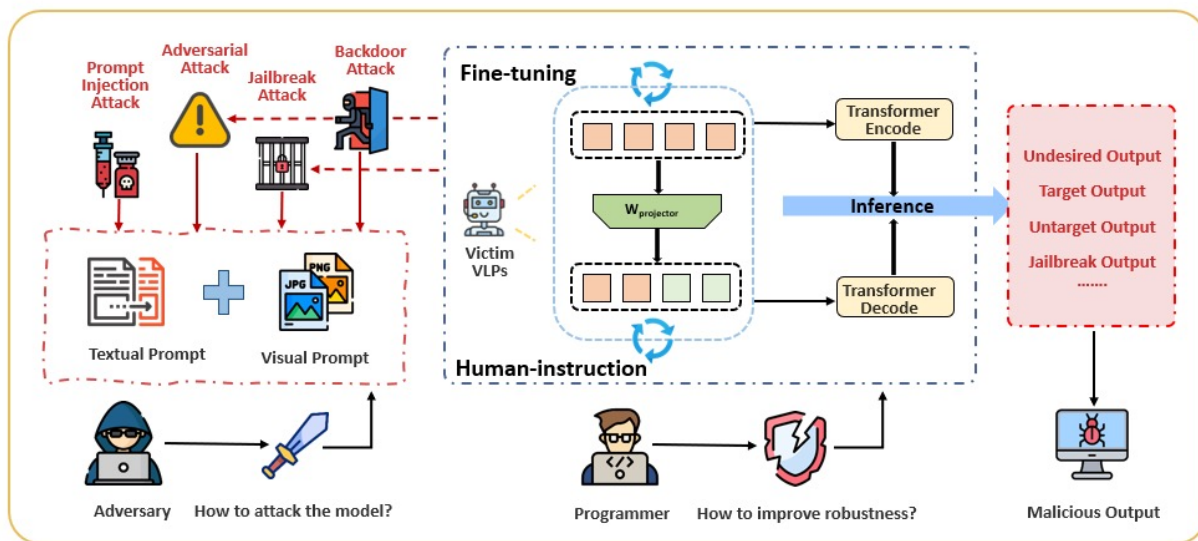 Prompt
Injection
Attack
Adversarial
Attack
Jailbreak
Attack
Backdoor
Attack
Textual Prompt
JPG
PNG
Visual Prompt
Adversary
How to attack the model?
Fine-tuning
Victim
VLPs
Wprojector
Human-instruction
Transformer
Encode
Inference
Transformer
Decode
</>
Programmer
How to improve robustness?
Undesired Output
Target Output
Untarget Output
Jailbreak Output
.......
Malicious Output